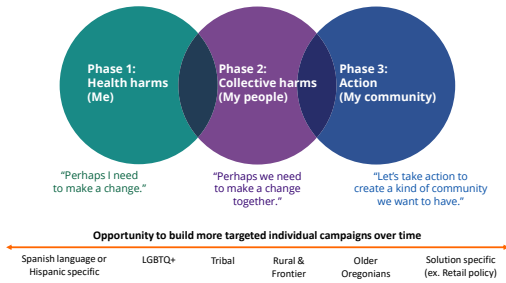 Phase 1:
Health harms
(Me)
Phase 2:
Collective harms
(My people)
Phase 3:
Action
(My community)
“Perhaps I need
to make a change.”
“Perhaps we need
to make a change
together.”
“Let’s take action to
create a kind of community
we want to have.”
Opportunity to build more targeted individual campaigns over time
Spanish language or
Hispanic specific
LGBTQ+
Tribal
Rural &
Frontier
Older
Oregonians
Solution specific
(ex. Retail policy)